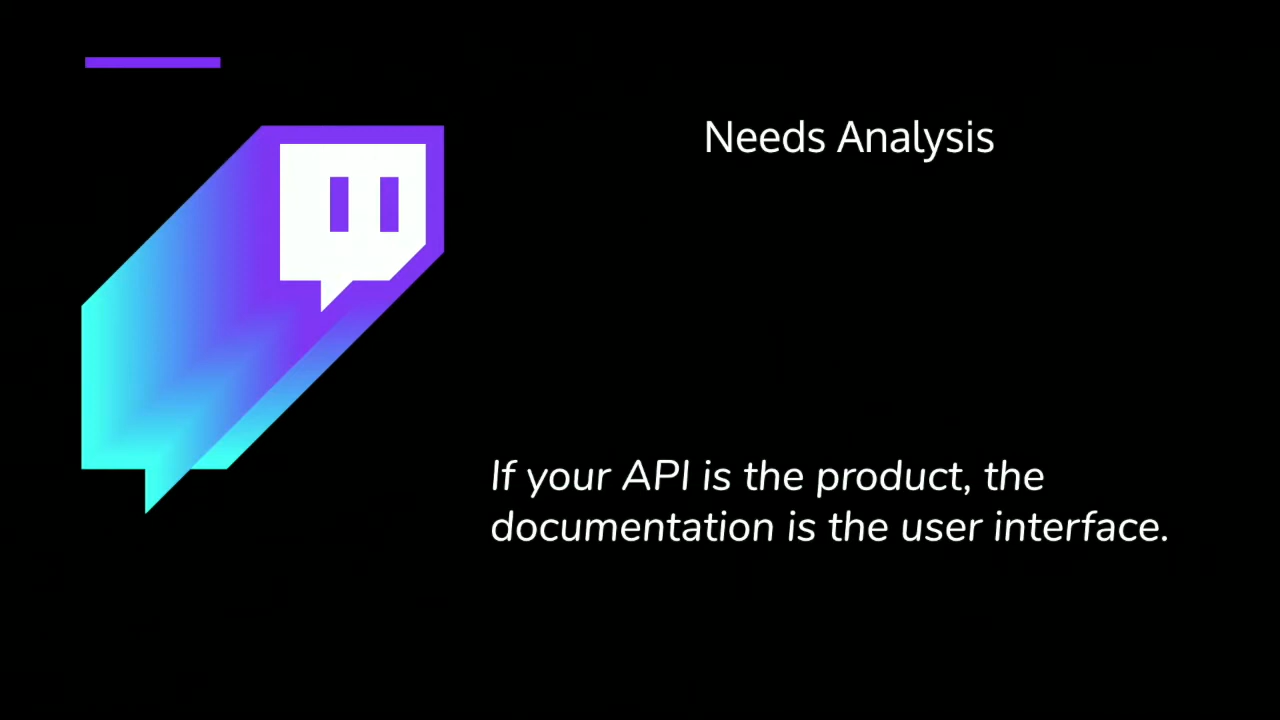 Needs Analysis
If your API is the product, the
documentation is the user interface.